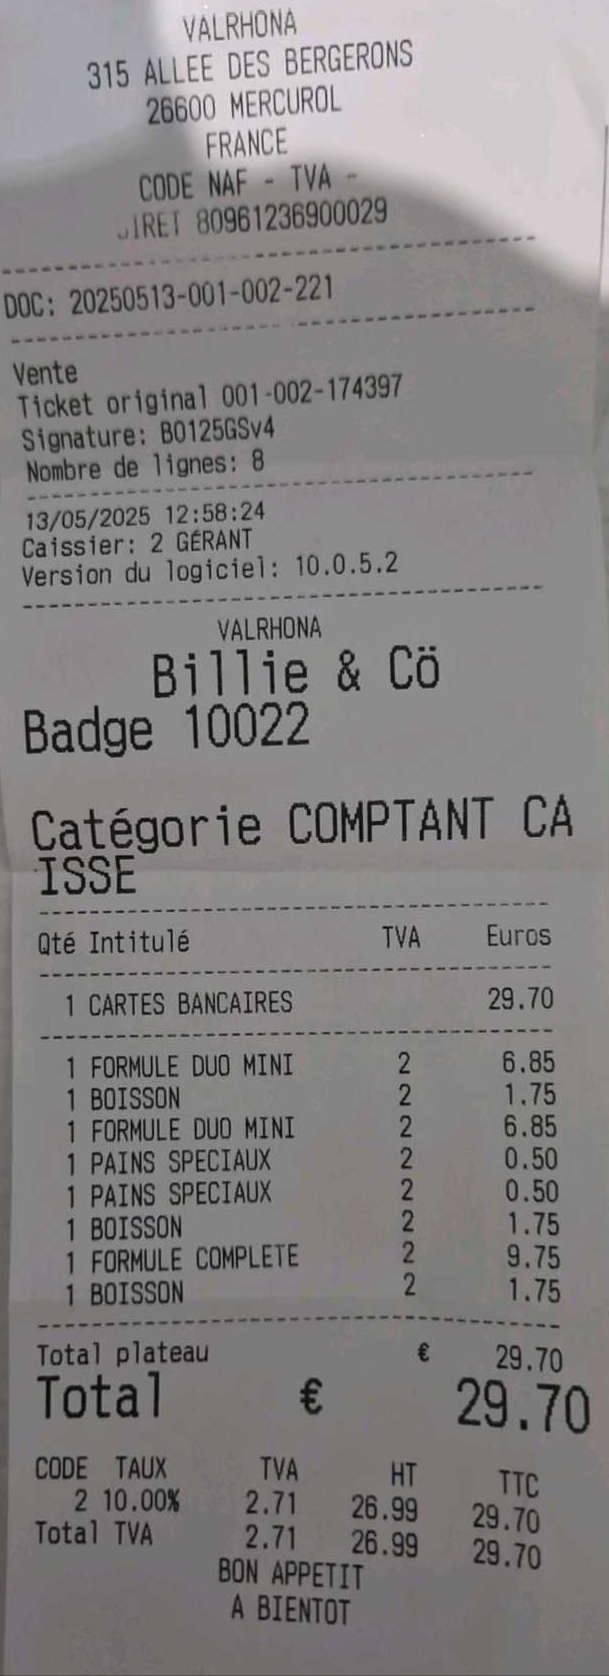 VALRHONA
315 ALLEE DES BERGERONS
26600 MERCUROL
FRANCE
CODE NAF - TVA -
SIRET 80961236900029
DOC: 20250513-001-002-221
Vente
Ticket original 001-002-174397
Signature: B0125GSv4
Nombre de lignes: 8
13/05/2025 12:58:24
Caissier: 2 GÉRANT
Version du logiciel: 10.0.5.2
VALRHONA
Billie & Cö
Badge 10022
Catégorie COMPTANT CA
ISSE
Qté Intitulé TVA Euros
1 CARTES BANCAIRES 29.70
1 FORMULE DUO MINI 2 6.85
1 BOISSON 2 1.75
1 FORMULE DUO MINI 2 6.85
1 PAINS SPECIAUX 2 0.50
1 PAINS SPECIAUX 2 0.50
1 BOISSON 2 1.75
1 FORMULE COMPLETE 2 9.75
1 BOISSON 2 1.75
Total plateau € 29.70
Total € 29.70
CODE TAUX TVA HT TTC
2 10.00% 2.71 26.99 29.70
Total TVA 2.71 26.99 29.70
BON APPETIT
A BIENTOT